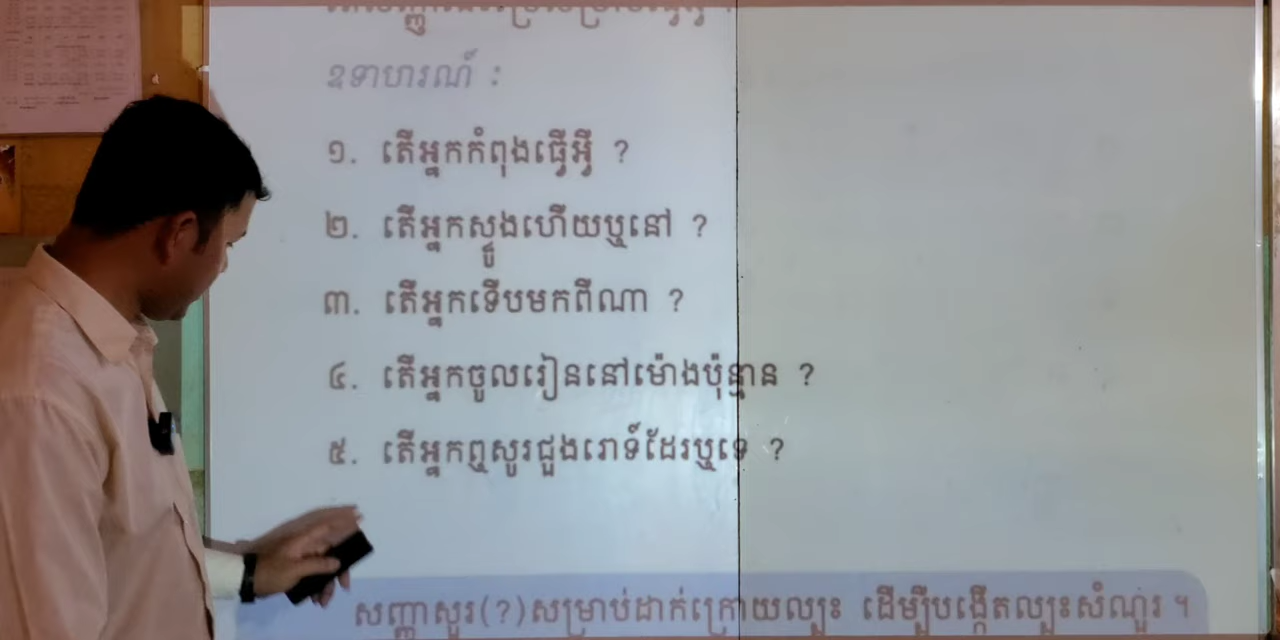 ឧទាហរណ៍ ៖
១. តើអ្នកកំពុងធ្វើអ្វី ?
២. តើអ្នកស្ទូងហើយឬនៅ ?
៣. តើអ្នកទើបមកពីណា ?
៤. តើអ្នកចូលរៀននៅម៉ោងប៉ុន្មាន ?
៥. តើអ្នកឮសូរជួងរោទ៍ដែរឬទេ ?
សញ្ញាសួរ(?)សម្រាប់ដាក់ក្រោយល្បះ ដើម្បីបង្កើតល្បះសំណួរ ។